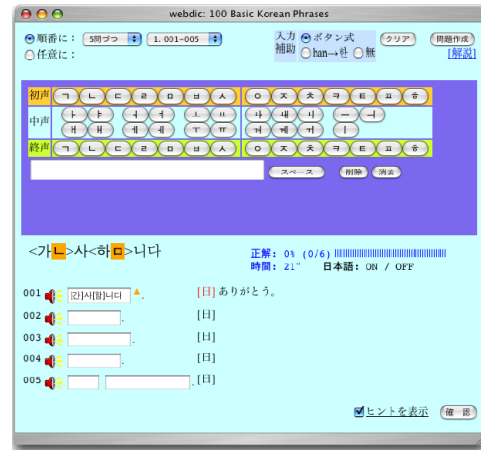 webdic: 100 Basic Korean Phrases
順番に： 5問づつ 1. 001-005 入力補助 ボタン式 クリア 問題作成
任意に： han→한 無 [解説]
初声 ㄱ ㄴ ㄷ ㄹ ㅁ ㅂ ㅅ ㅇ ㅈ ㅊ ㅋ ㅌ ㅍ ㅎ
中声 ㅏ ㅑ ㅓ ㅕ ㅗ ㅛ ㅘ ㅙ ㅚ ㅡ ㅢ
ㅐ ㅒ ㅔ ㅖ ㅜ ㅠ ㅝ ㅞ ㅟ ㅣ
終声 ㄱ ㄴ ㄷ ㄹ ㅁ ㅂ ㅅ ㅇ ㅈ ㅊ ㅋ ㅌ ㅍ ㅎ
スペース 削除 消去
<가ㄴ>사<하ㅁ>니다
正解: 0% (0/6)
時間: 21" 日本語: ON / OFF
001 [간]사[함]니다 ▲. [日]ありがとう。
002 . [日]
003 . [日]
004 . [日]
005 . [日]
ヒントを表示 確 認